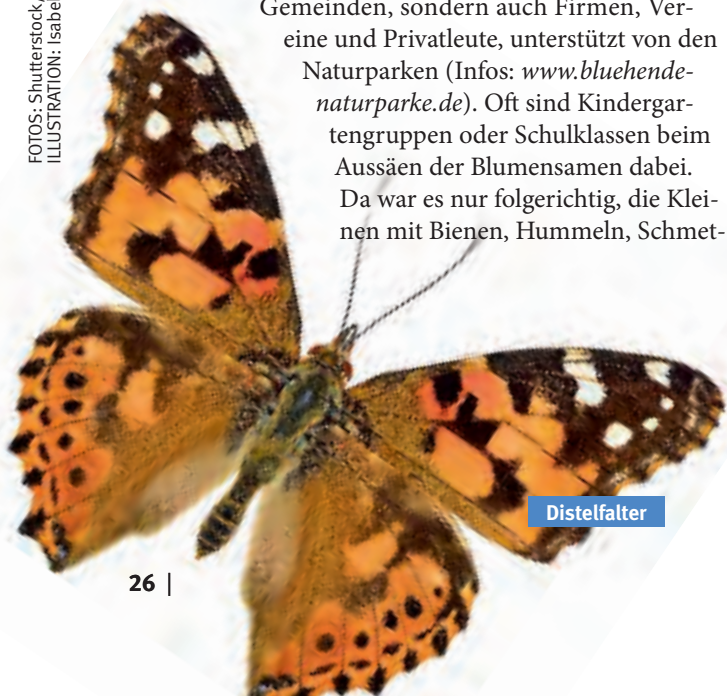 FOTOS: Shutterstock,
ILLUSTRATION: Isabel
Gemeinden, sondern auch Firmen, Ver-
eine und Privatleute, unterstützt von den
Naturparken (Infos: www.bluehende-
naturparke.de). Oft sind Kindergar-
tengruppen oder Schulklassen beim
Aussäen der Blumensamen dabei.
Da war es nur folgerichtig, die Klei-
nen mit Bienen, Hummeln, Schmet-
Distelfalter
26 |